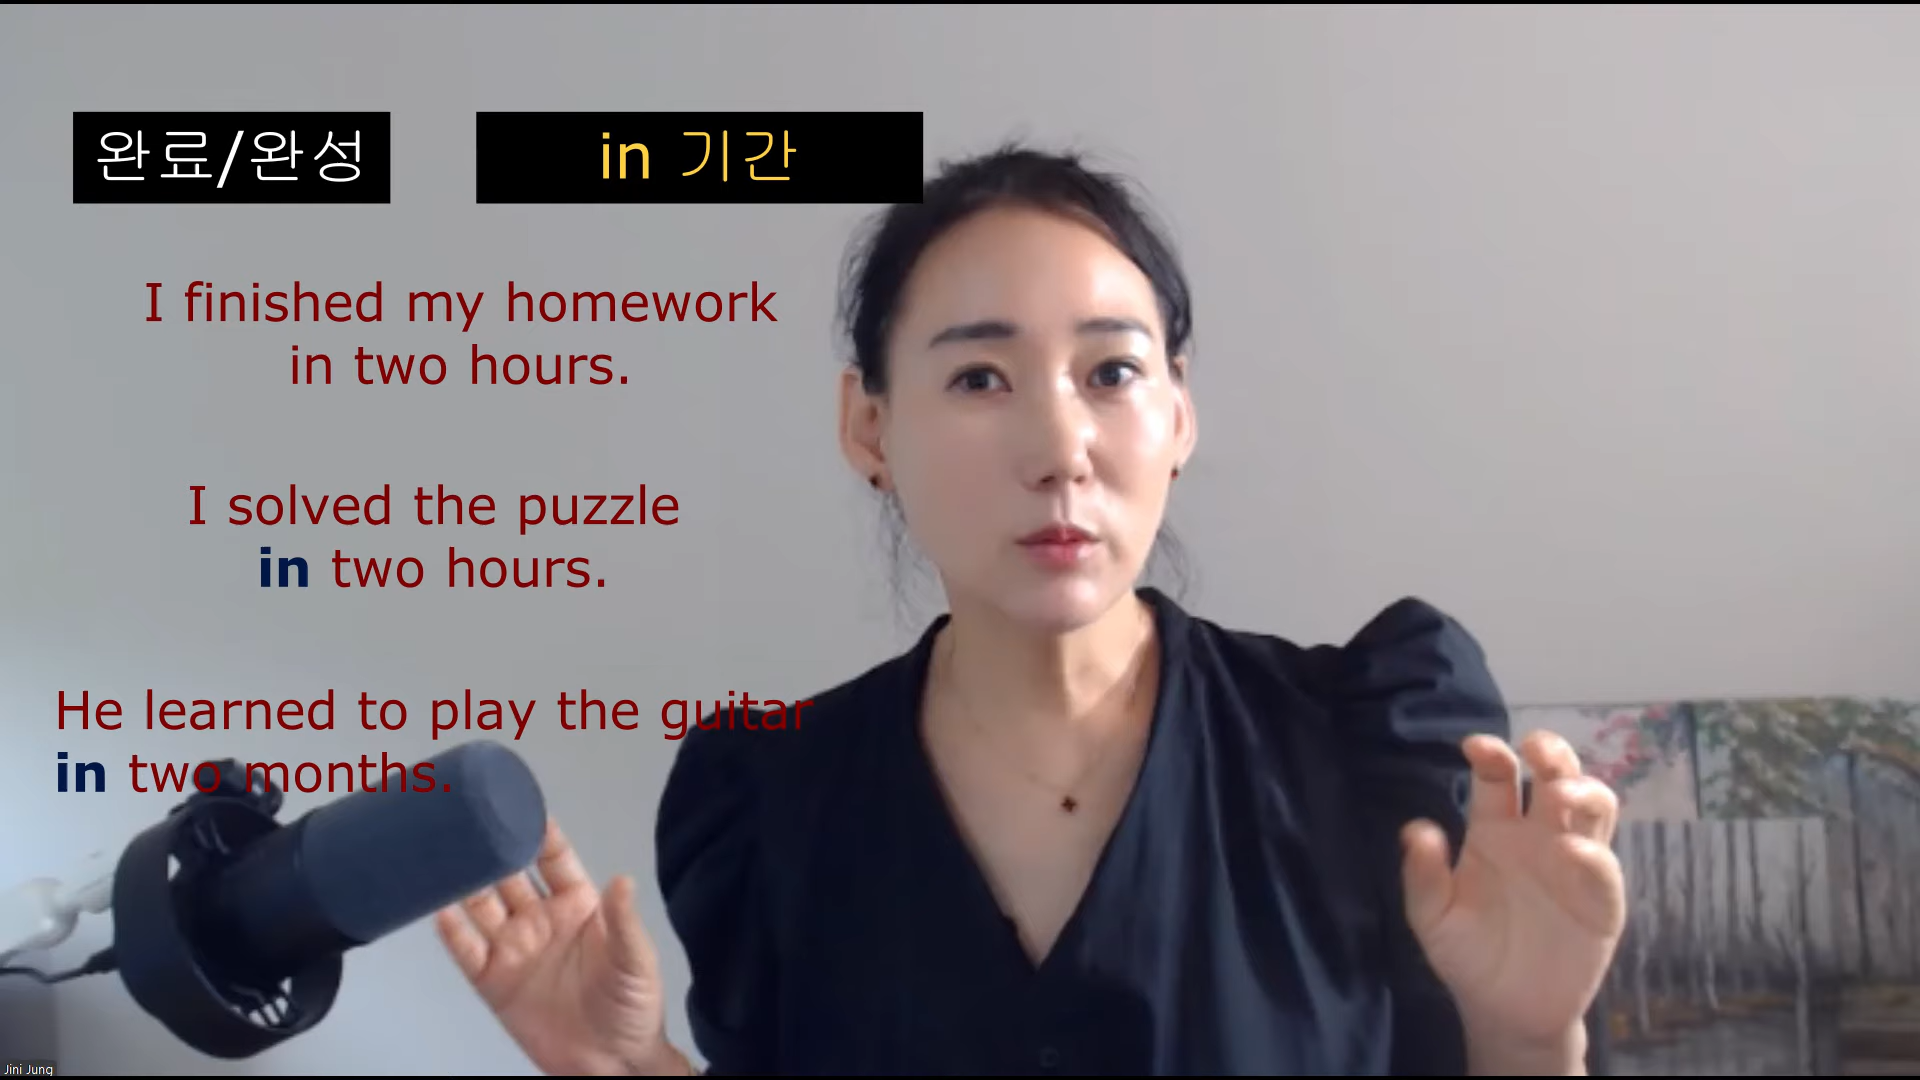 완료/완성
in 기간
I finished my homework
in two hours.
I solved the puzzle
in two hours.
He learned to play the guitar
in two months.
Jini Jung